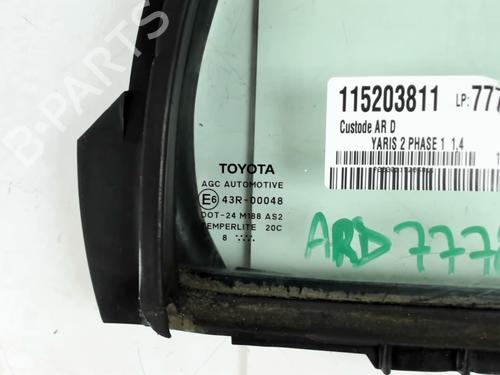 B-PARTS
115203811 LP: 777
Custode AR D
YARIS 2 PHASE 1 1.4
TOYOTA
AGC AUTOMOTIVE
E6 43R-00048
DOT-24 M188 AS2
TEMPERLITE 20C
8 ....
ARD 777